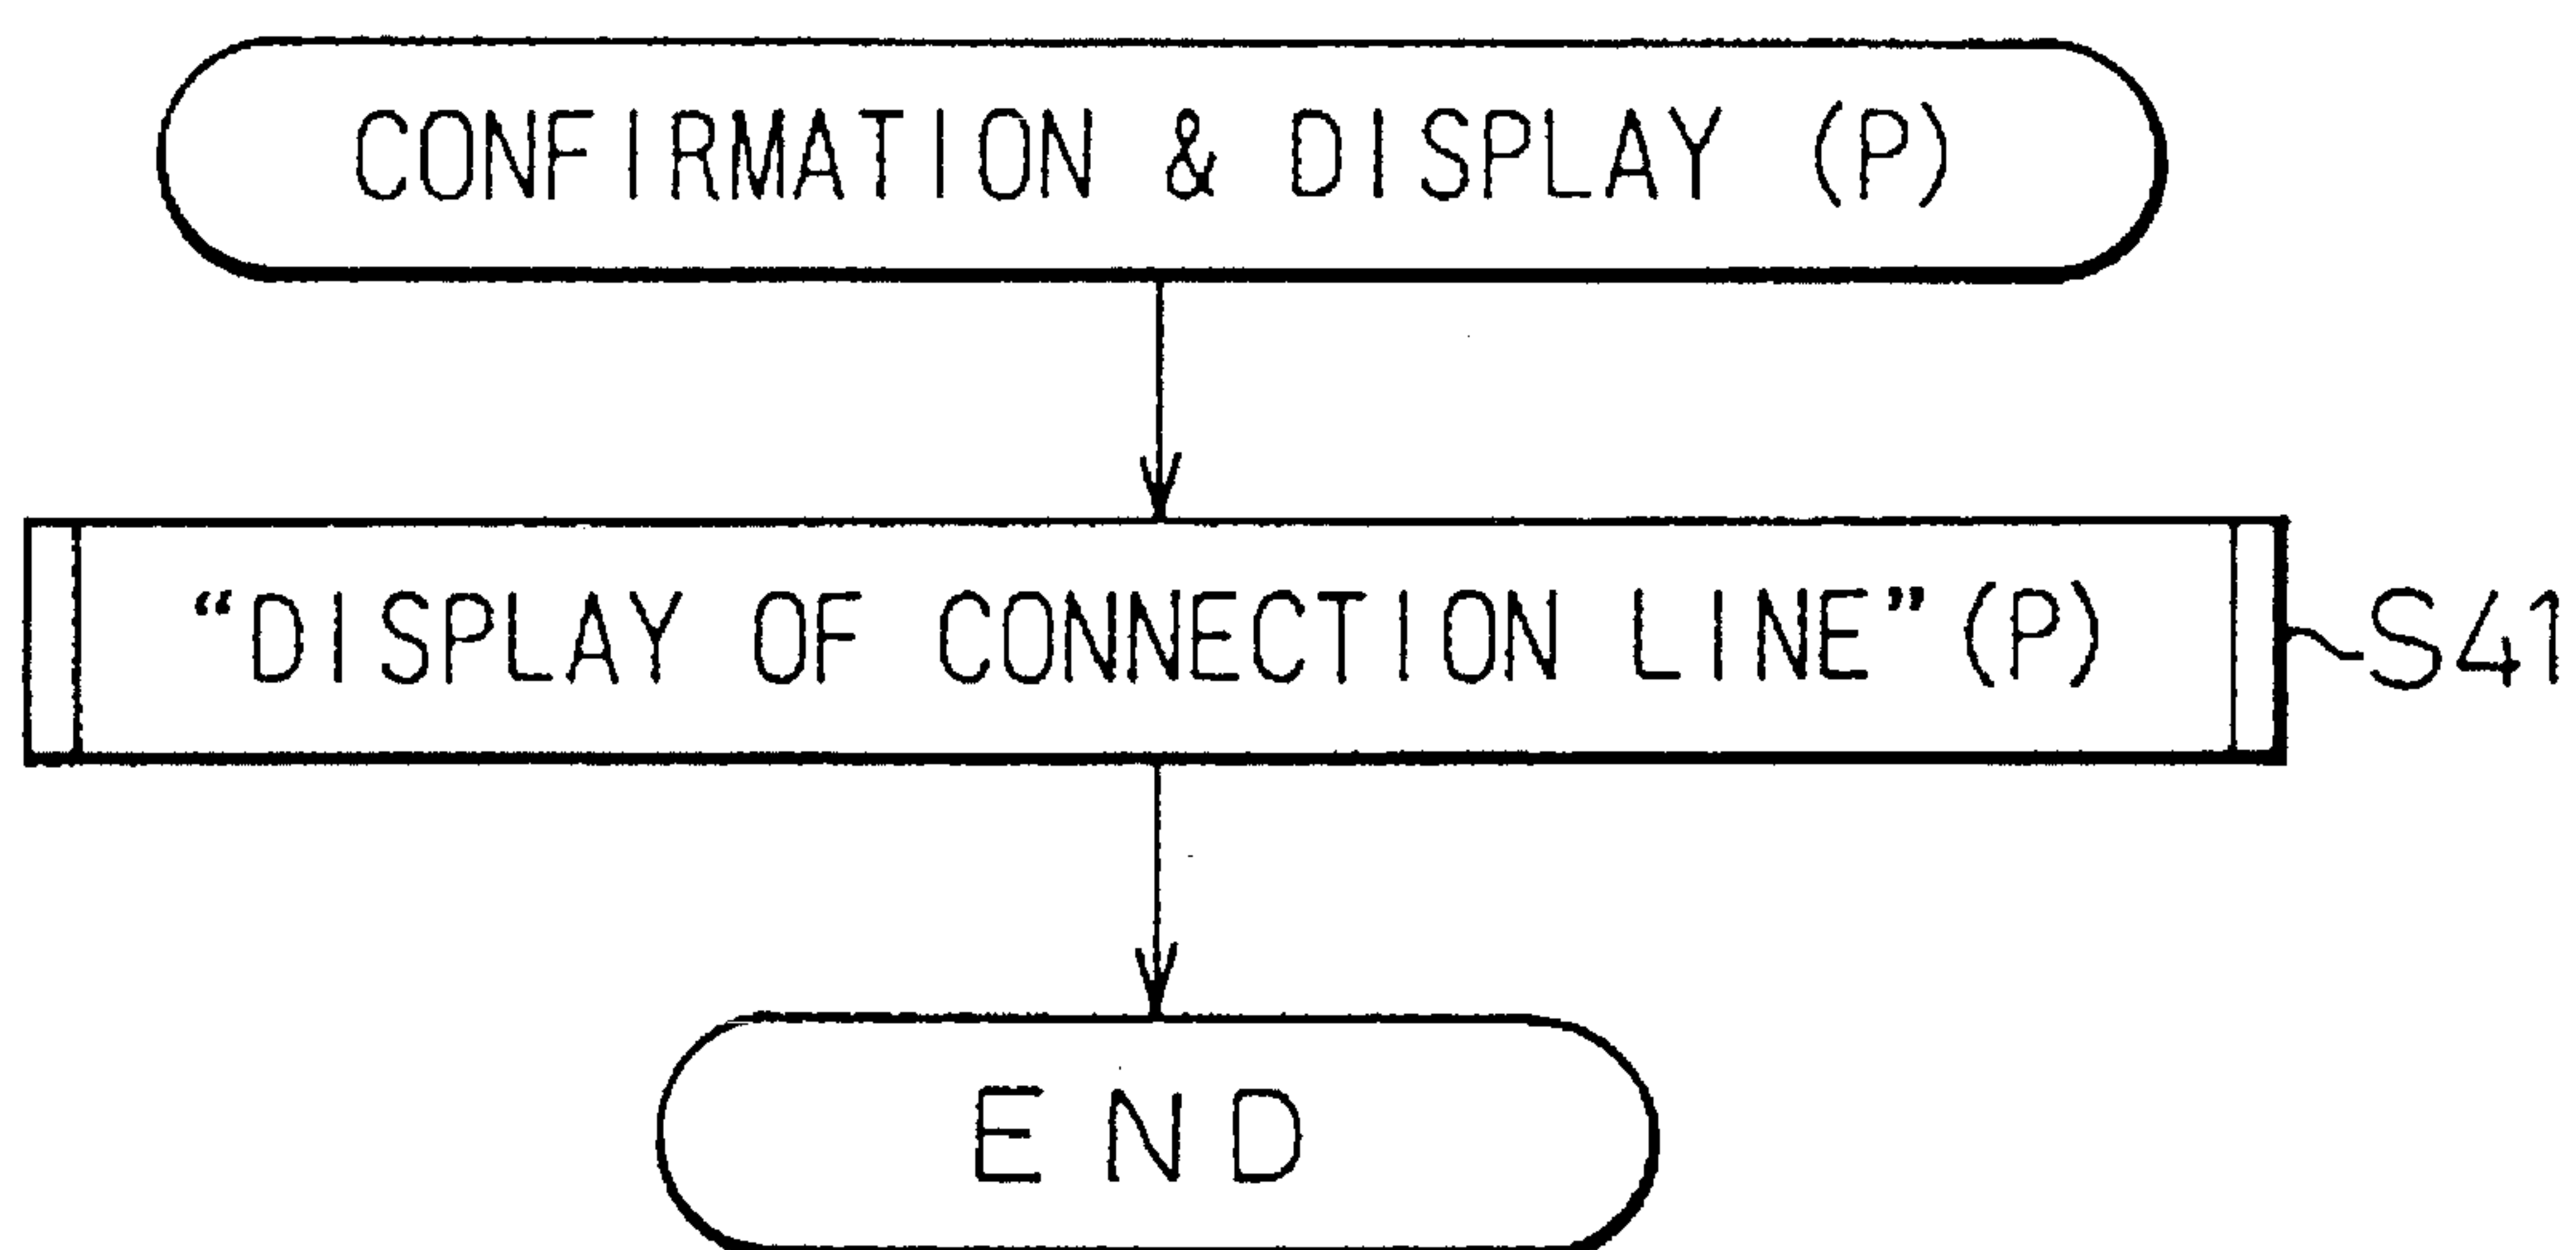 CONFIRMATION & DISPLAY (P)
“DISPLAY OF CONNECTION LINE” (P)
S41
END